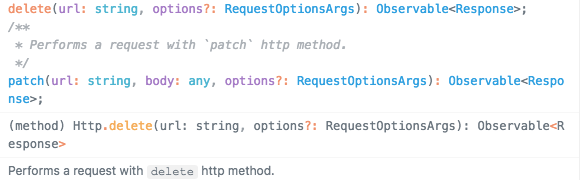 delete(url: string, options?: RequestOptionsArgs): Observable<Response>;
/**
 * Performs a request with `patch` http method.
 */
patch(url: string, body: any, options?: RequestOptionsArgs): Observable<Respo
nse>;
(method) Http.delete(url: string, options?: RequestOptionsArgs): Observable<R
esponse>
Performs a request with delete http method.